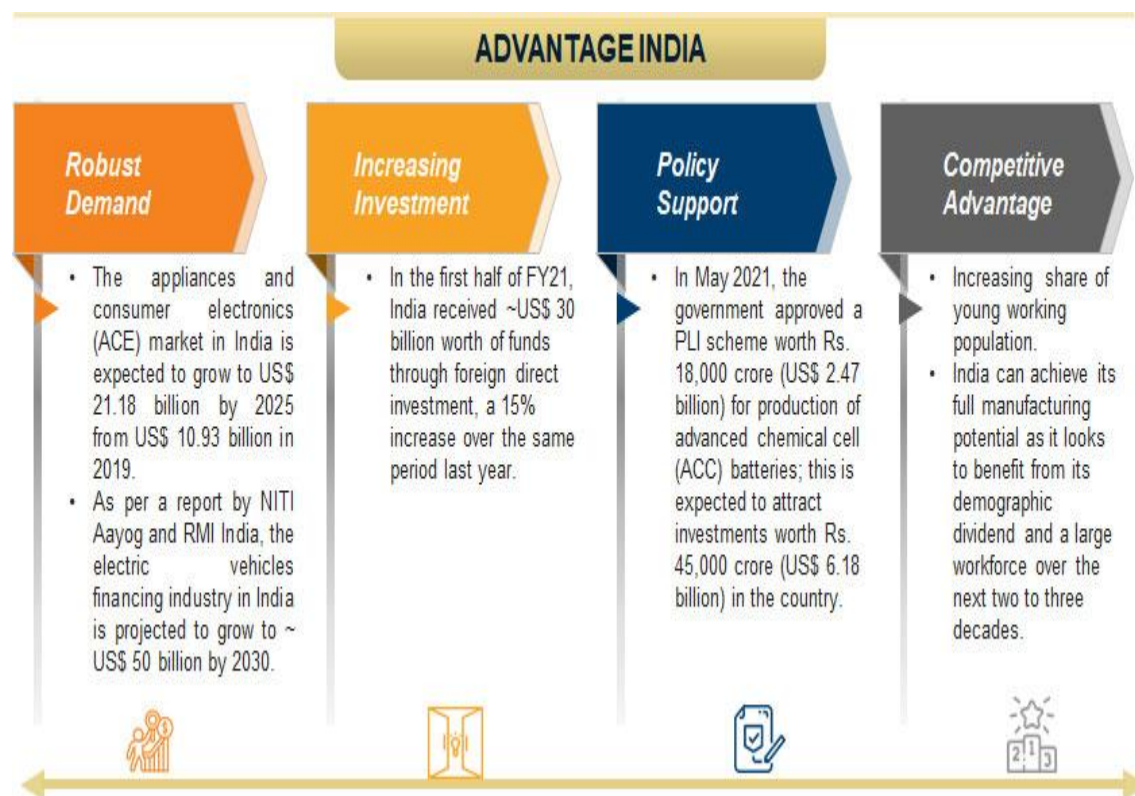 ADVANTAGE INDIA
Robust
Demand
• The appliances and
consumer electronics
(ACE) market in India is
expected to grow to US$
21.18 billion by 2025
from US$ 10.93 billion in
2019.
• As per a report by NITI
Aayog and RMI India, the
electric vehicles
financing industry in India
is projected to grow to ~
US$ 50 billion by 2030.
Increasing
Investment
• In the first half of FY21,
India received ~US$ 30
billion worth of funds
through foreign direct
investment, a 15%
increase over the same
period last year.
Policy
Support
• In May 2021, the
government approved a
PLI scheme worth Rs.
18,000 crore (US$ 2.47
billion) for production of
advanced chemical cell
(ACC) batteries; this is
expected to attract
investments worth Rs.
45,000 crore (US$ 6.18
billion) in the country.
Competitive
Advantage
• Increasing share of
young working
population.
• India can achieve its
full manufacturing
potential as it looks
to benefit from its
demographic
dividend and a large
workforce over the
next two to three
decades.
2 1 3